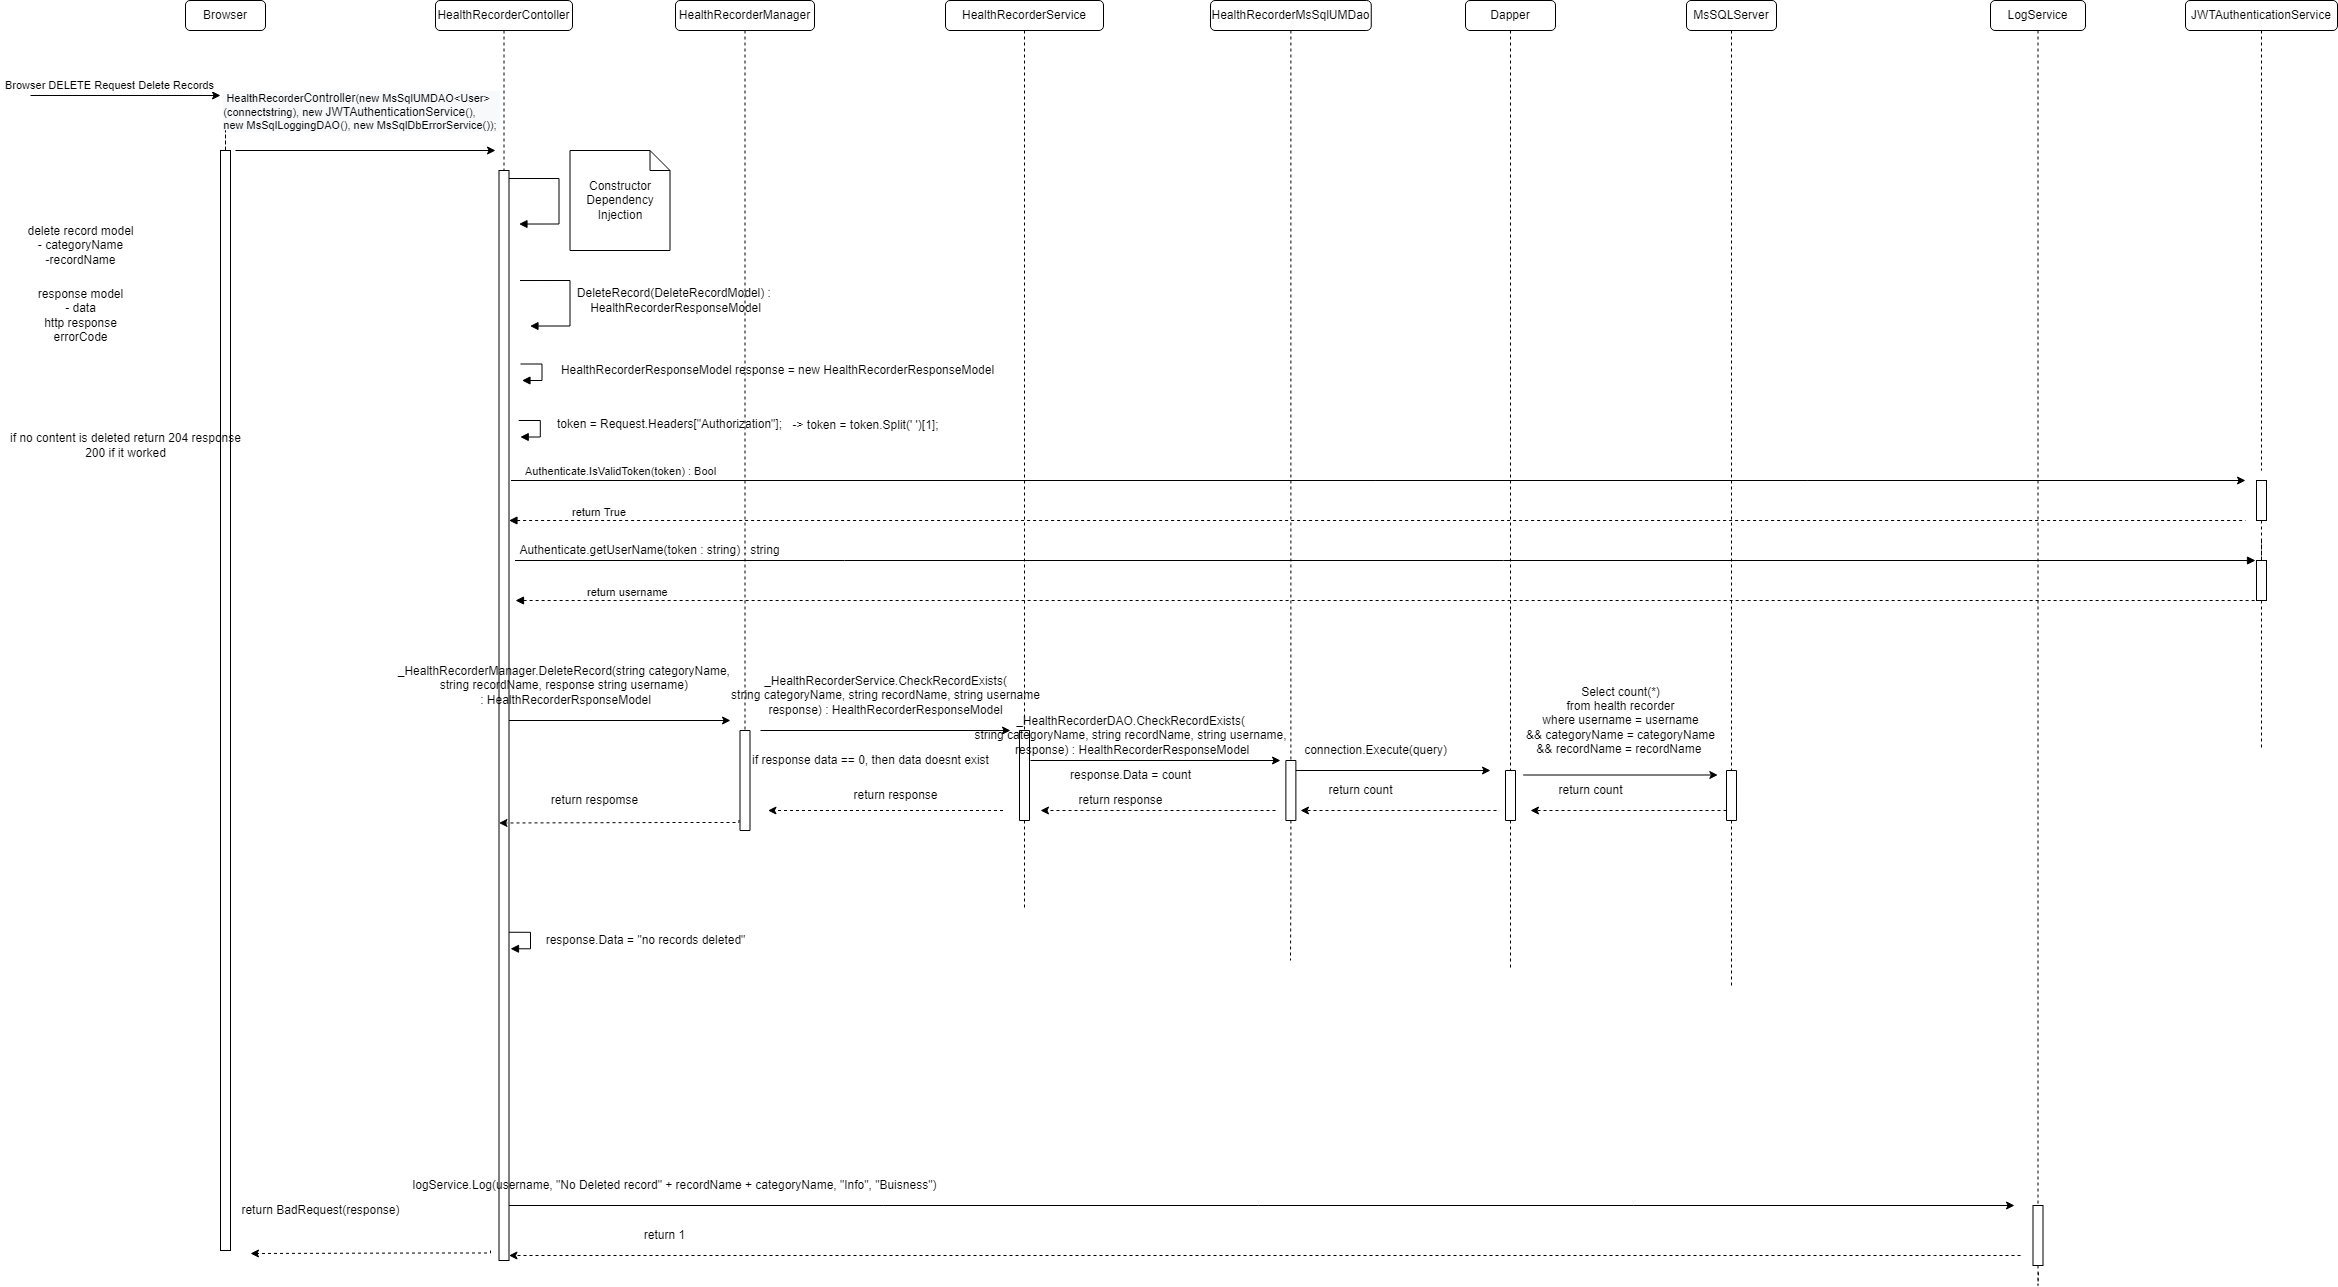 Browser
HealthRecorderContoller
HealthRecorderManager
HealthRecorderService
HealthRecorderMsSqlUMDao
Dapper
MsSQLServer
LogService
JWTAuthenticationService
Browser DELETE Request Delete Records
HealthRecorderController(new MsSqlUMDAO<User>
(connectstring), new JWTAuthenticationService(),
new MsSqlLoggingDAO(), new MsSqlDbErrorService());
Constructor
Dependency
Injection
delete record model
- categoryName
-recordName
response model
- data
http response
errorCode
DeleteRecord(DeleteRecordModel) :
HealthRecorderResponseModel
HealthRecorderResponseModel response = new HealthRecorderResponseModel
token = Request.Headers["Authorization"]; -> token = token.Split(' ')[1];
if no content is deleted return 204 response
200 if it worked
Authenticate.IsValidToken(token) : Bool
return True
Authenticate.getUserName(token : string) : string
return username
_HealthRecorderManager.DeleteRecord(string categoryName,
string recordName, response string username)
: HealthRecorderRsponseModel
_HealthRecorderService.CheckRecordExists(
string categoryName, string recordName, string username
response) : HealthRecorderResponseModel
_HealthRecorderDAO.CheckRecordExists(
string categoryName, string recordName, string username,
response) : HealthRecorderResponseModel
Select count(*)
from health recorder
where username = username
&& categoryName = categoryName
&& recordName = recordName
connection.Execute(query)
if response data == 0, then data doesnt exist
response.Data = count
return respomse
return response
return response
return count
return count
response.Data = "no records deleted"
logService.Log(username, "No Deleted record" + recordName + categoryName, "Info", "Buisness")
return BadRequest(response)
return 1